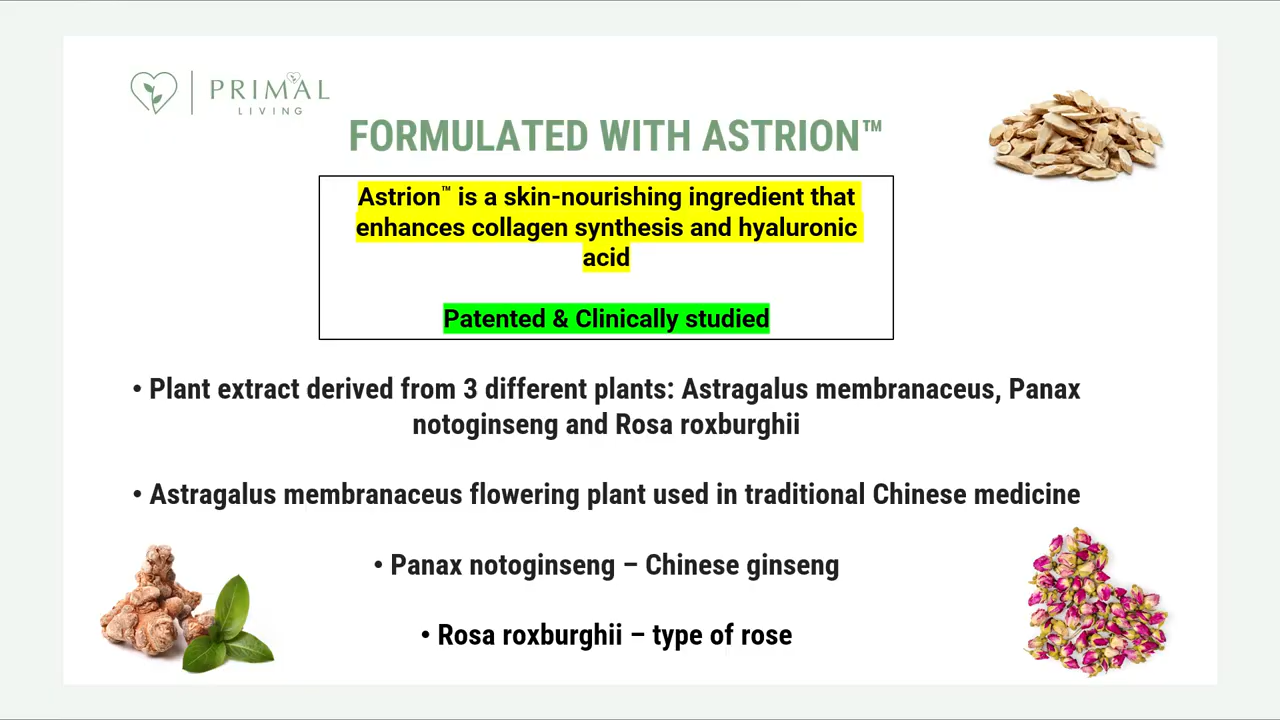 PRIMAL
LIVING
FORMULATED WITH ASTRION™
Astrion™ is a skin-nourishing ingredient that
enhances collagen synthesis and hyaluronic
acid
Patented & Clinically studied
• Plant extract derived from 3 different plants: Astragalus membranaceus, Panax
notoginseng and Rosa roxburghii
• Astragalus membranaceus flowering plant used in traditional Chinese medicine
• Panax notoginseng – Chinese ginseng
• Rosa roxburghii – type of rose